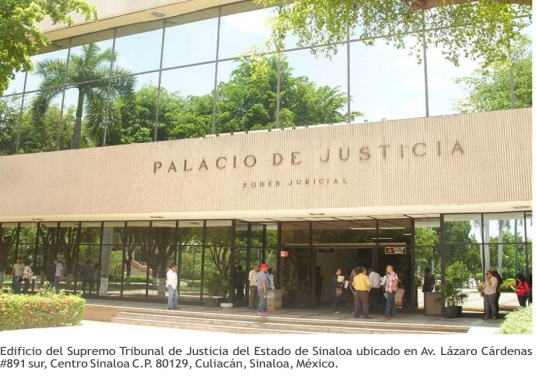 PALACIO DE JUSTICIA
PODER JUDICIAL
Edificio del Supremo Tribunal de Justicia del Estado de Sinaloa ubicado en Av. Lázaro Cárdenas
#891 sur, Centro Sinaloa C.P. 80129, Culiacán, Sinaloa, México.